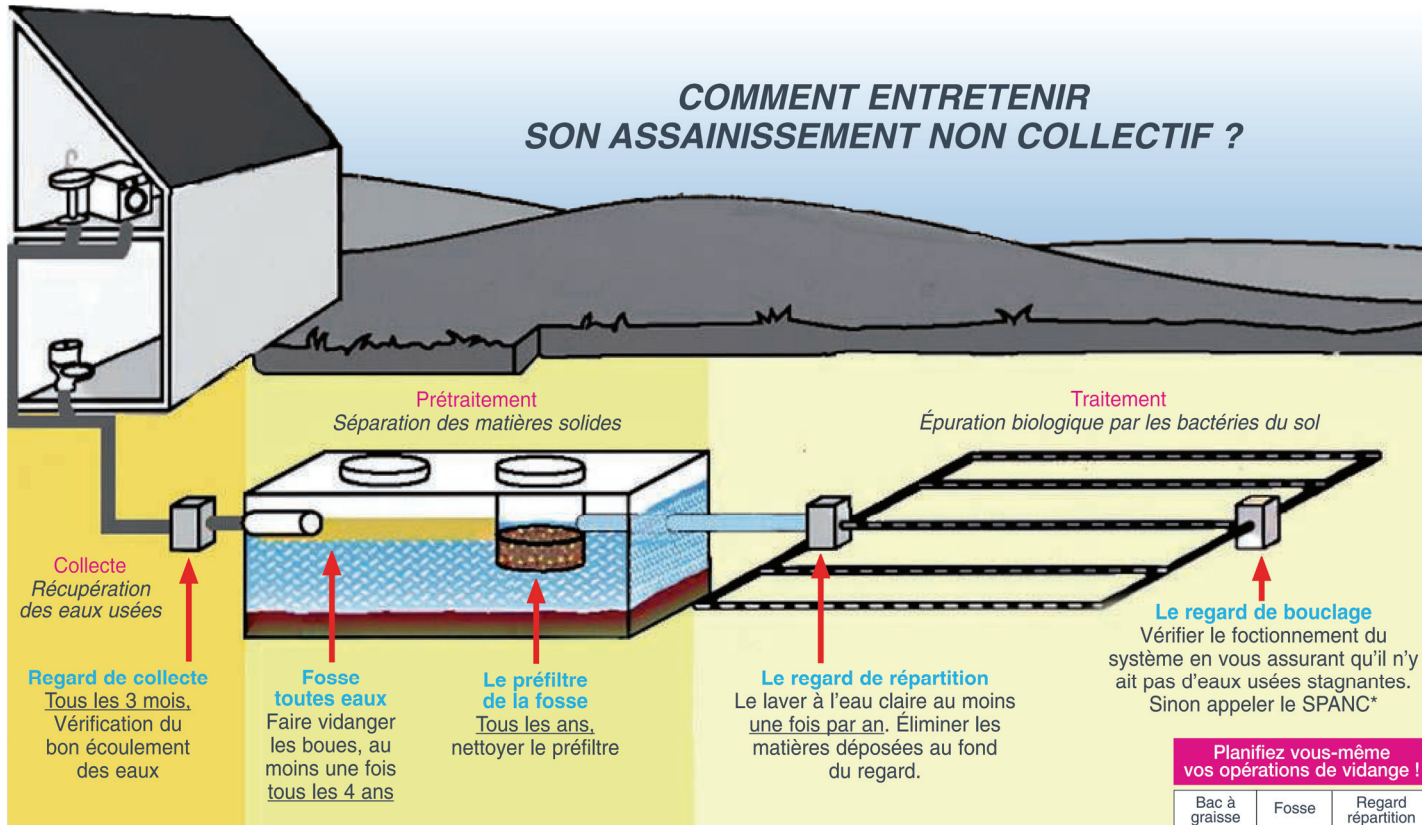 COMMENT ENTRETENIR
SON ASSAINISSEMENT NON COLLECTIF ?
Prétraitement
Séparation des matières solides
Traitement
Épuration biologique par les bactéries du sol
Collecte
Récupération
des eaux usées
Regard de collecte
Tous les 3 mois,
Vérification du
bon écoulement
des eaux
Fosse
toutes eaux
Faire vidanger
les boues, au
moins une fois
tous les 4 ans
Le préfiltre
de la fosse
Tous les ans,
nettoyer le préfiltre
Le regard de répartition
Le laver à l'eau claire au moins
une fois par an. Éliminer les
matières déposées au fond
du regard.
Le regard de bouclage
Vérifier le foctionnement du
système en vous assurant qu'il n'y
ait pas d'eaux usées stagnantes.
Sinon appeler le SPANC*
Planifiez vous-même
vos opérations de vidange !
Bac à
graisse
Fosse
Regard
répartition